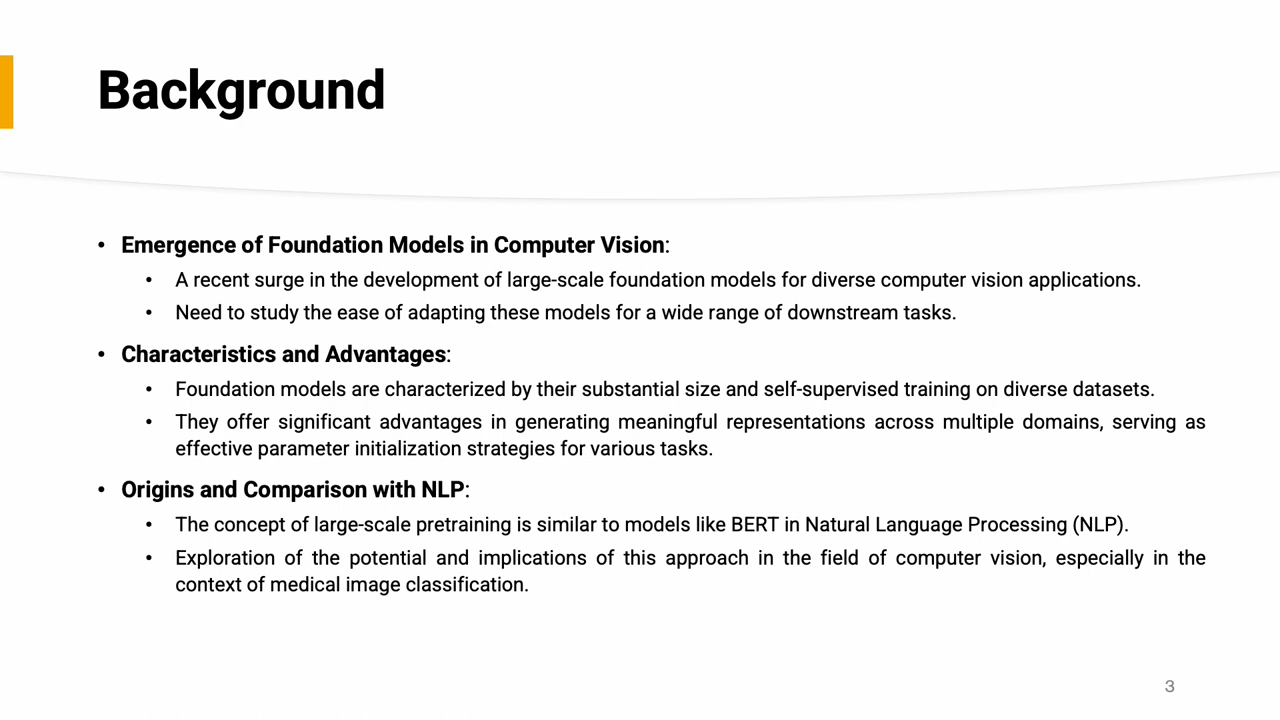 Background
• Emergence of Foundation Models in Computer Vision:
• A recent surge in the development of large-scale foundation models for diverse computer vision applications.
• Need to study the ease of adapting these models for a wide range of downstream tasks.
• Characteristics and Advantages:
• Foundation models are characterized by their substantial size and self-supervised training on diverse datasets.
• They offer significant advantages in generating meaningful representations across multiple domains, serving as
effective parameter initialization strategies for various tasks.
• Origins and Comparison with NLP:
• The concept of large-scale pretraining is similar to models like BERT in Natural Language Processing (NLP).
• Exploration of the potential and implications of this approach in the field of computer vision, especially in the
context of medical image classification.
3